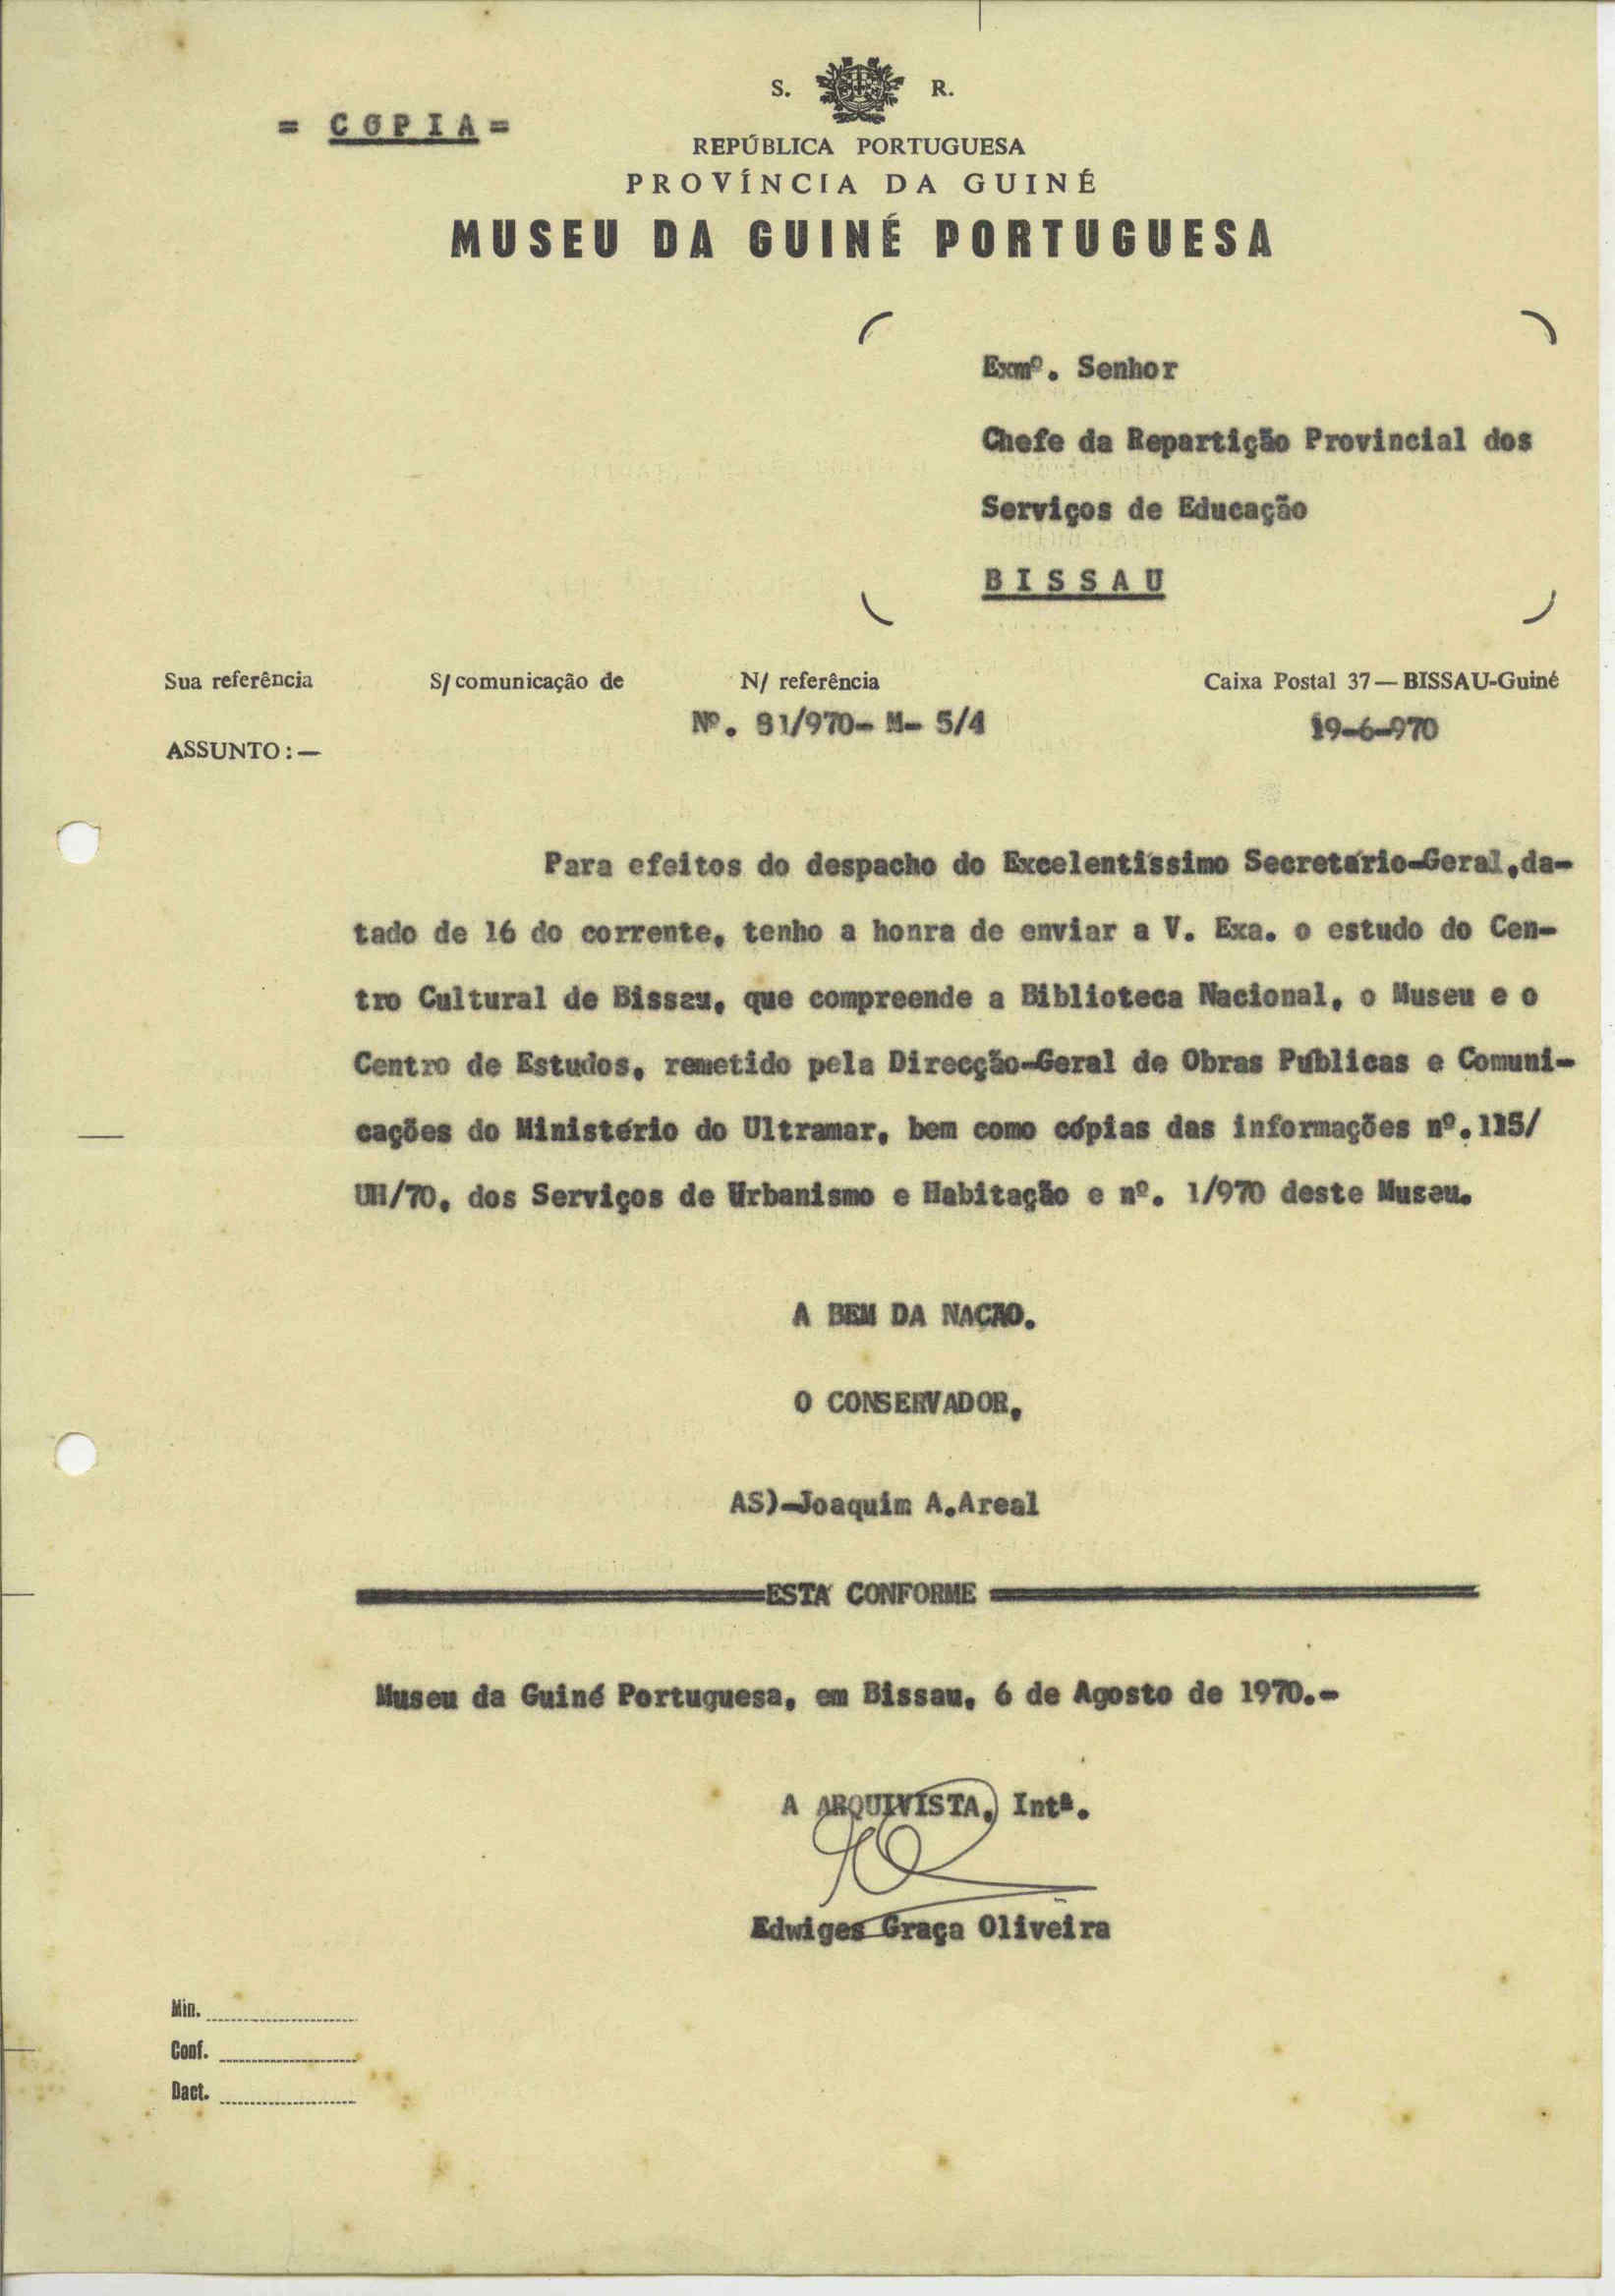 = CÓPIA =
S. R.
REPÚBLICA PORTUGUESA
PROVÍNCIA DA GUINÉ
MUSEU DA GUINÉ PORTUGUESA
Exmº. Senhor
Chefe da Repartição Provincial dos
Serviços de Educação
BISSAU
Sua referência S/comunicação de N/ referência Caixa Postal 37—BISSAU-Guiné
Nº. 81/970- M- 5/4 19-6-970
ASSUNTO:—
Para efeitos do despacho do Excelentíssimo Secretário-Geral,da-
tado de 16 do corrente, tenho a honra de enviar a V. Exa. o estudo do Cen-
tro Cultural de Bissau, que compreende a Biblioteca Nacional, o Museu e o
Centro de Estudos, remetido pela Direcção-Geral de Obras Públicas e Comuni-
cações do Ministério do Ultramar, bem como cópias das informações nº.115/
UH/70, dos Serviços de Urbanismo e Habitação e nº. 1/970 deste Museu.
A BEM DA NAÇÃO.
O CONSERVADOR,
AS)-Joaquim A.Areal
ESTÁ CONFORME
Museu da Guiné Portuguesa, em Bissau, 6 de Agosto de 1970.-
A ARQUIVISTA, Intª.
Edwiges Graça Oliveira
Min.
Conf.
Dact.